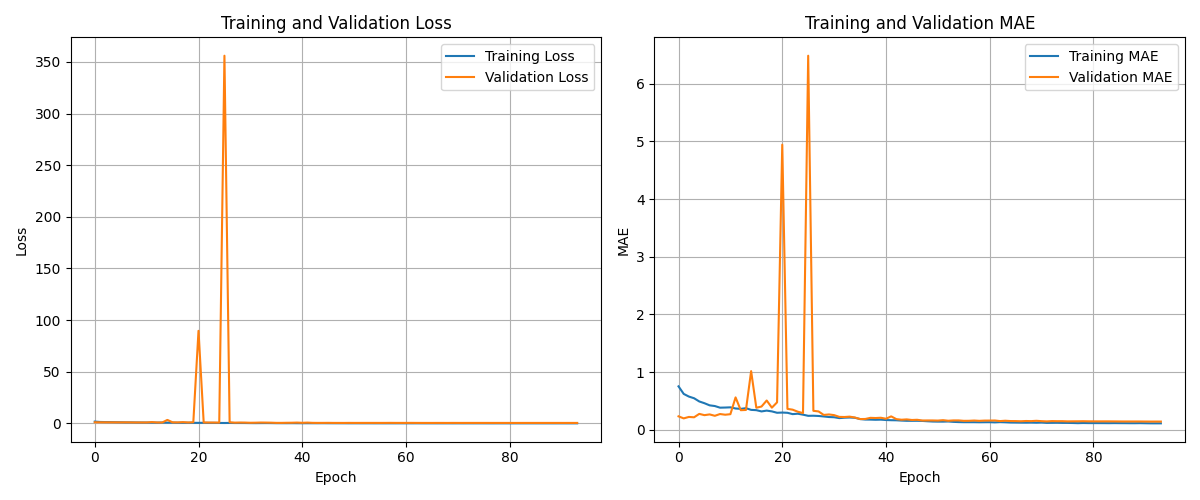 Training and Validation Loss
Training Loss
Validation Loss
350
300
250
200
150
100
50
0
Loss
0 20 40 60 80
Epoch
Training and Validation MAE
Training MAE
Validation MAE
6
5
4
3
2
1
0
MAE
0 20 40 60 80
Epoch